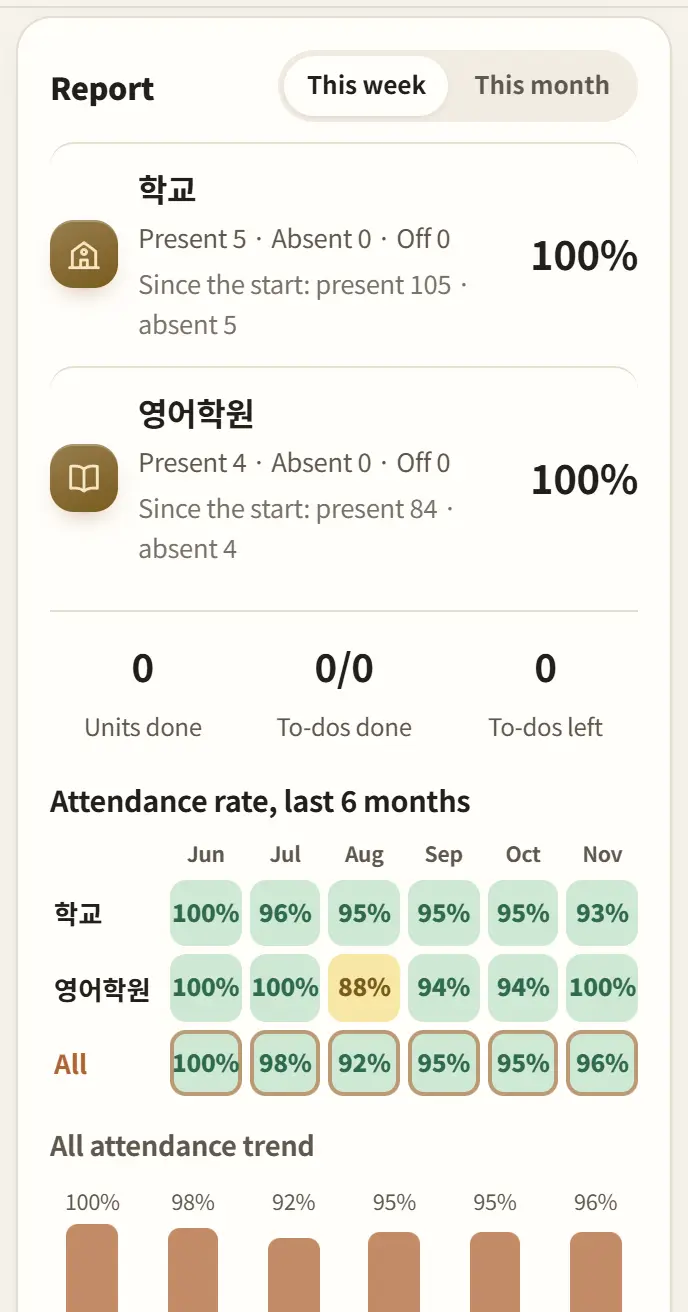 Report
This week
This month
학교
Present 5 · Absent 0 · Off 0
Since the start: present 105 ·
absent 5
100%
영어학원
Present 4 · Absent 0 · Off 0
Since the start: present 84 ·
absent 4
100%
0
0/0
0
Units done
To-dos done
To-dos left
Attendance rate, last 6 months
Jun Jul Aug Sep Oct Nov
학교 100% 96% 95% 95% 95% 93%
영어학원 100% 100% 88% 94% 94% 100%
All 100% 98% 92% 95% 95% 96%
All attendance trend
100% 98% 92% 95% 95% 96%